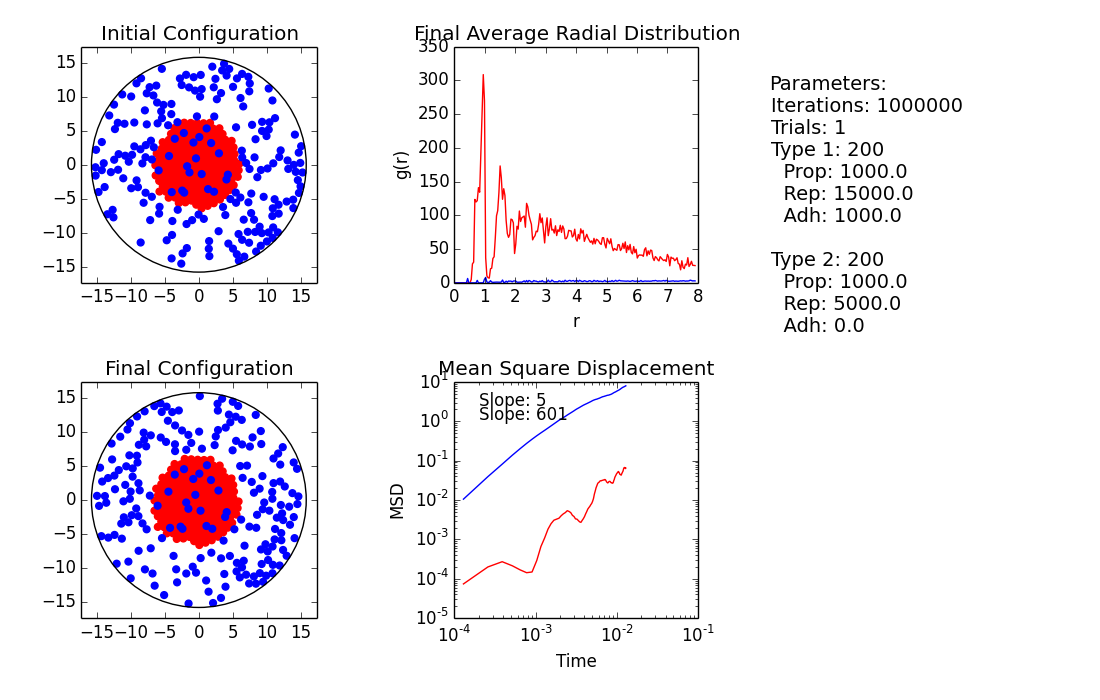 Initial Configuration
15
10
5
0
−5
−10
−15
−15 −10 −5 0 5 10 15
Final Average Radial Distribution
350
300
250
200
150
100
50
0
g(r)
0 1 2 3 4 5 6 7 8
r
Parameters:
Iterations: 1000000
Trials: 1
Type 1: 200
Prop: 1000.0
Rep: 15000.0
Adh: 1000.0
Type 2: 200
Prop: 1000.0
Rep: 5000.0
Adh: 0.0
Final Configuration
15
10
5
0
−5
−10
−15
−15 −10 −5 0 5 10 15
Mean Square Displacement
10^1
10^0
10^-1
10^-2
10^-3
10^-4
10^-5
MSD
Slope: 5
Slope: 601
10^-4 10^-3 10^-2 10^-1
Time